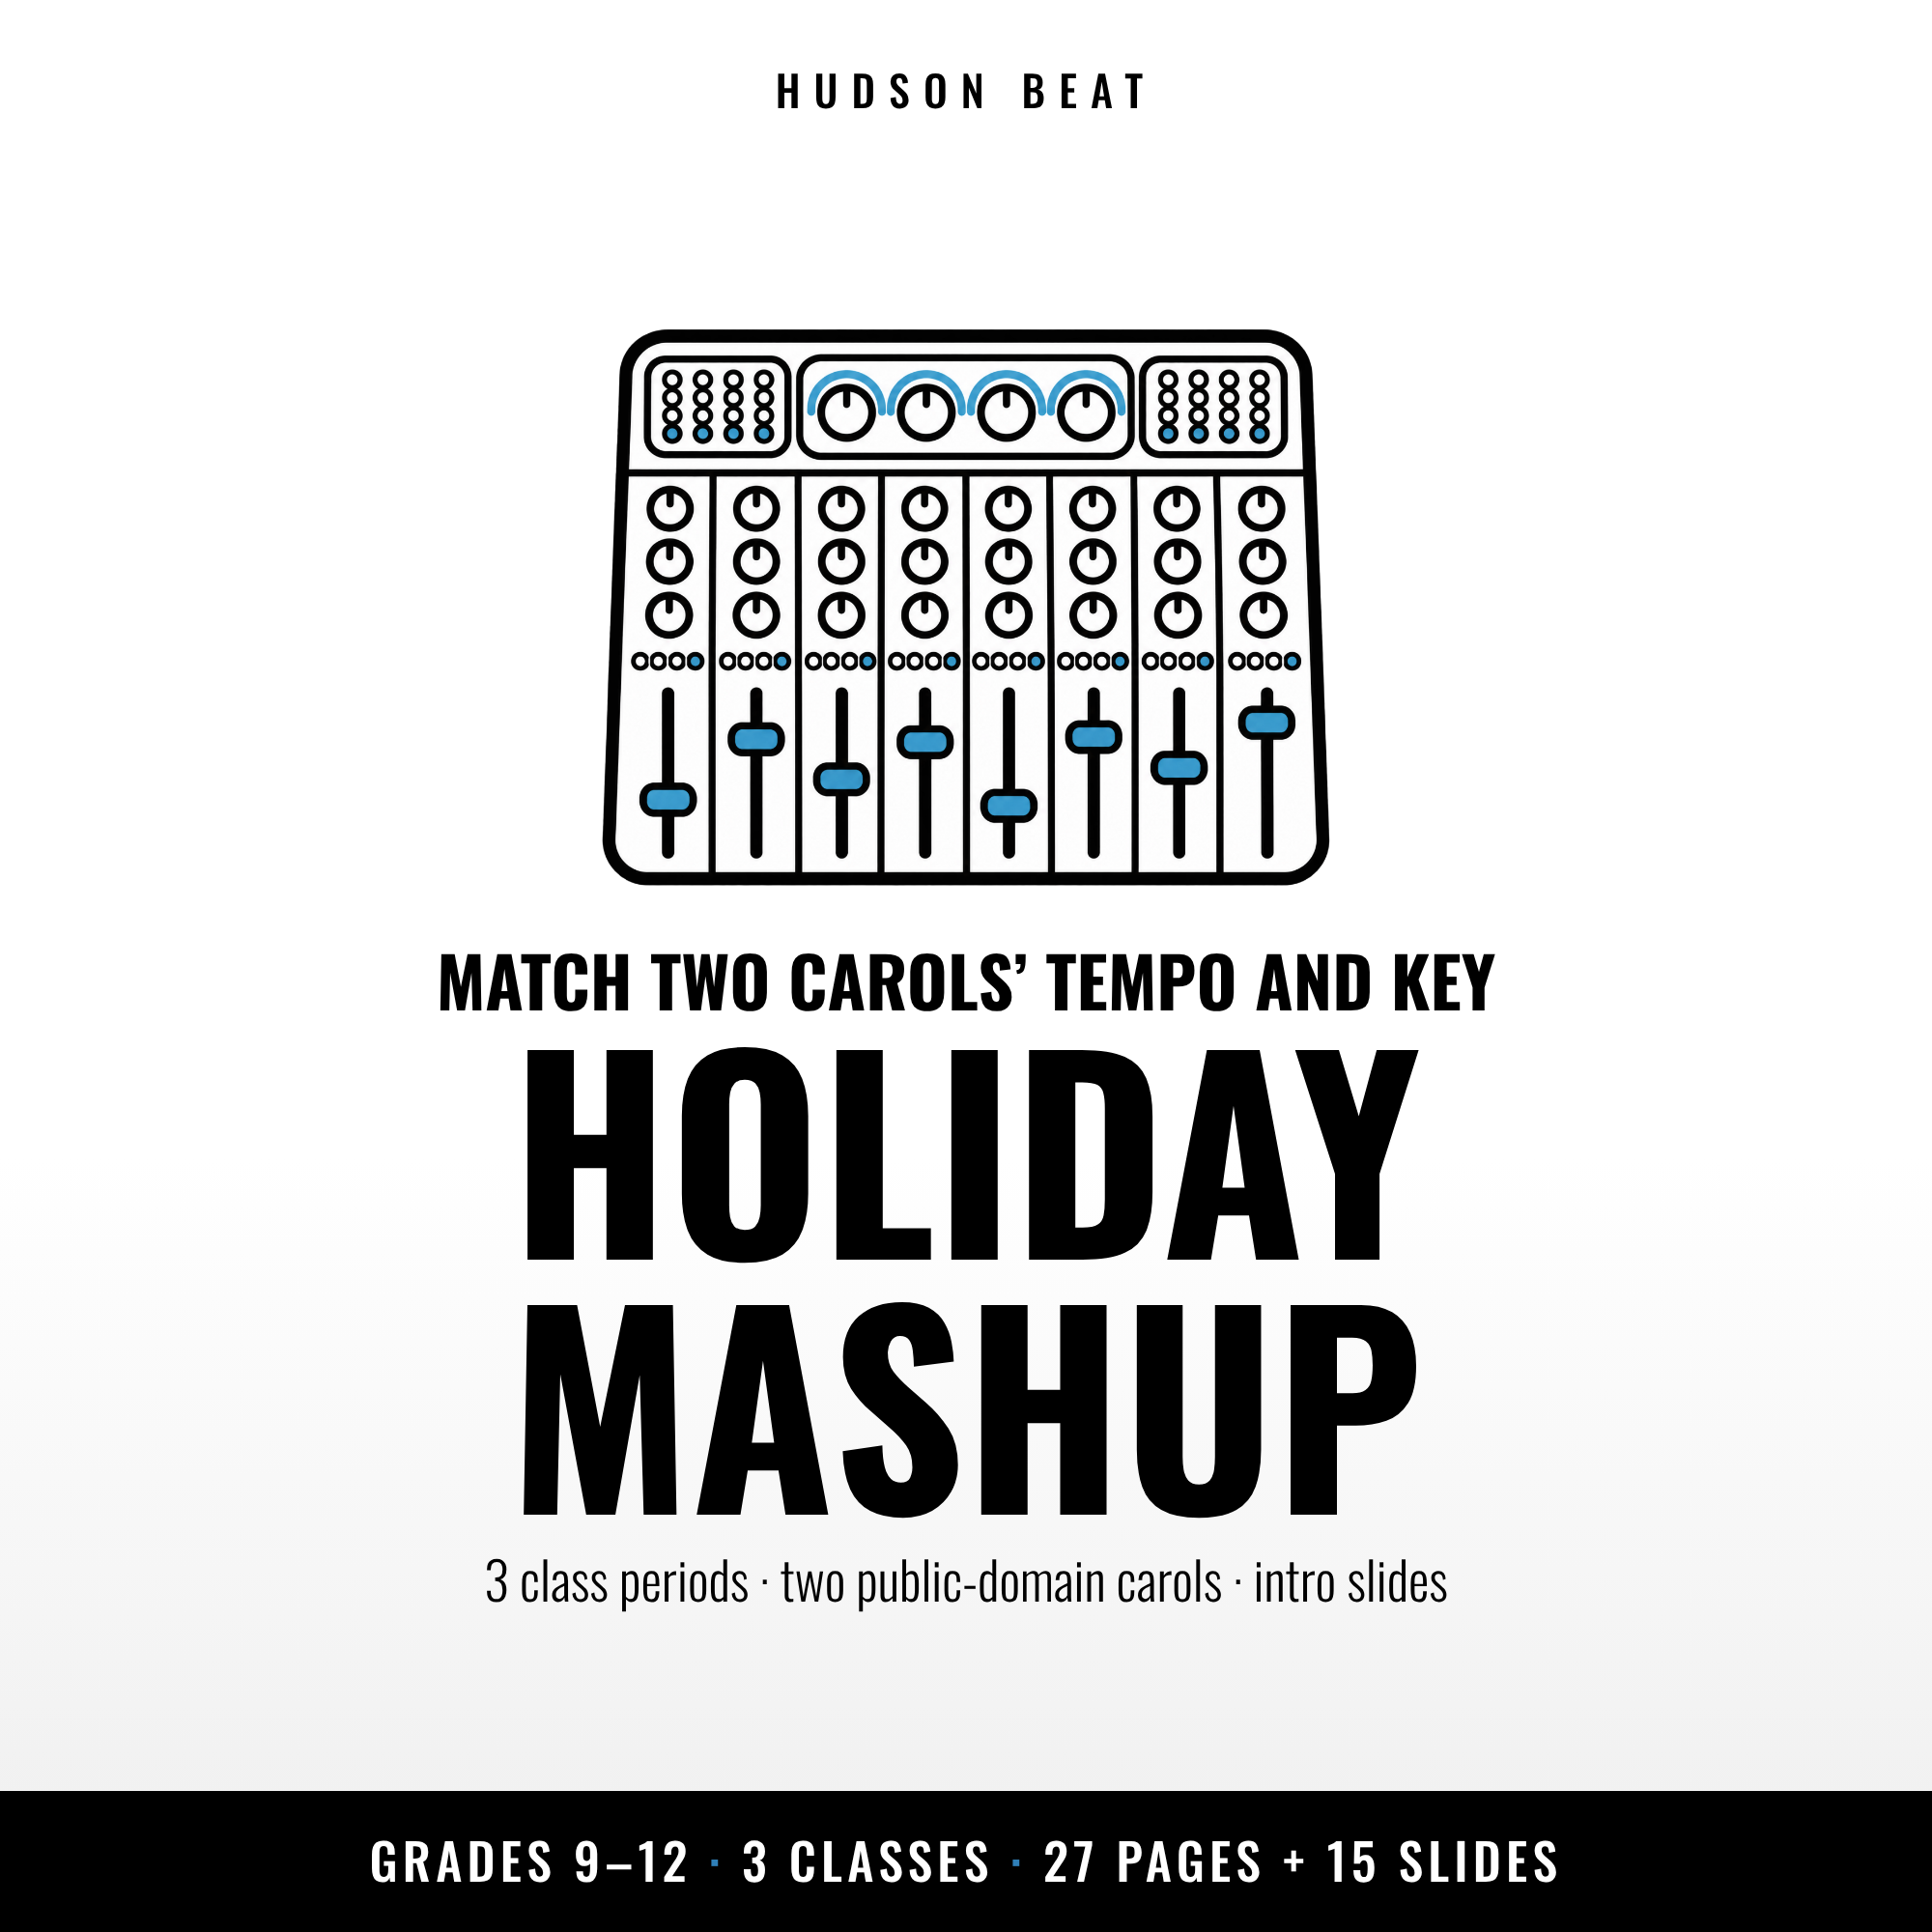 HUDSON BEAT
MATCH TWO CAROLS’ TEMPO AND KEY
HOLIDAY
MASHUP
3 class periods · two public-domain carols · intro slides
GRADES 9–12 · 3 CLASSES · 27 PAGES + 15 SLIDES